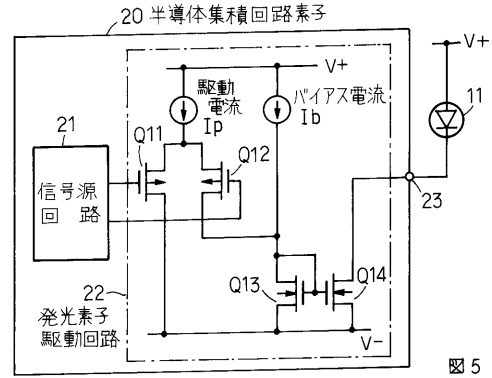 20 半導体集積回路素子
V+
V+
駆動
電流
Ip
バイアス電流
Ib
11
21
Q11
Q12
信号源
回路
23
22
Q13
Q14
発光素子
駆動回路
V-
図5